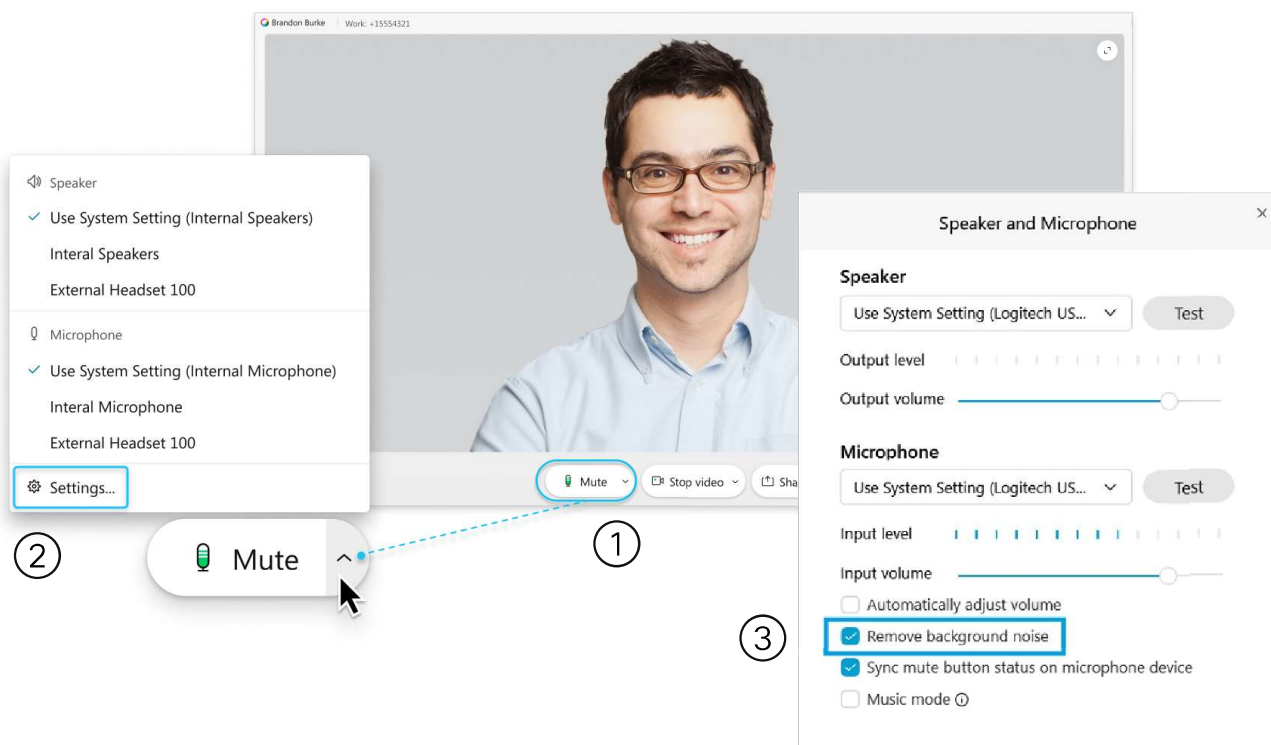 Brandon Burke Work: +15554321
Speaker
Use System Setting (Internal Speakers)
Interal Speakers
External Headset 100
Microphone
Use System Setting (Internal Microphone)
Interal Microphone
External Headset 100
Settings...
2
Mute
Mute
Stop video
Sha
1
Speaker and Microphone
Speaker
Use System Setting (Logitech US... Test
Output level
Output volume
Microphone
Use System Setting (Logitech US... Test
Input level
Input volume
Automatically adjust volume
3
Remove background noise
Sync mute button status on microphone device
Music mode